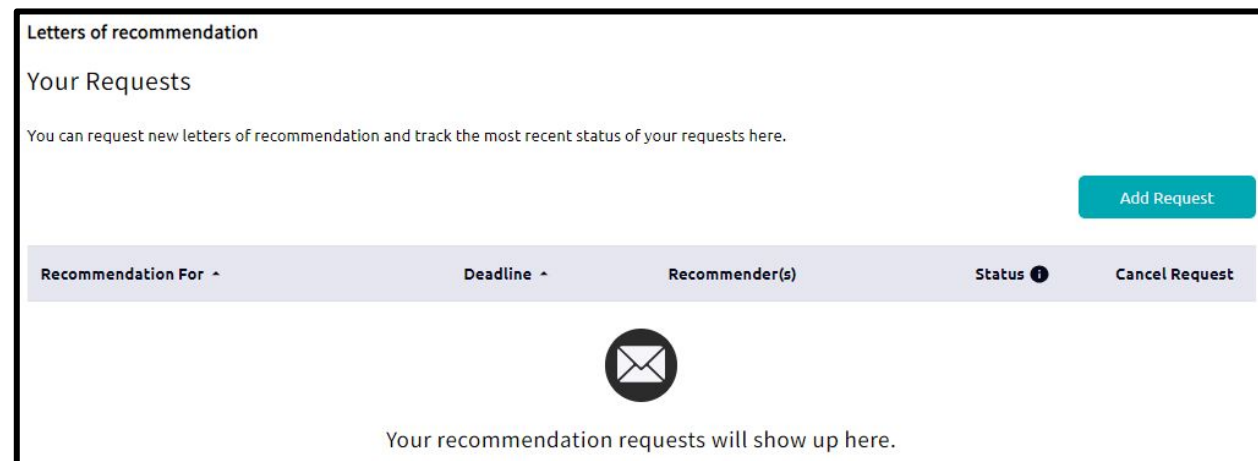 Letters of recommendation
Your Requests
You can request new letters of recommendation and track the most recent status of your requests here.
Add Request
Recommendation For Deadline Recommender(s) Status Cancel Request
Your recommendation requests will show up here.